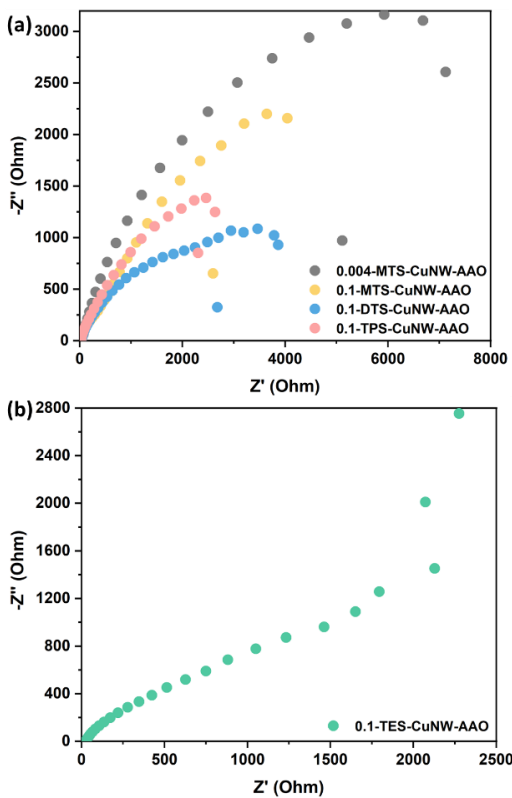 (a)
3000
2500
2000
1500
1000
500
0
-Z'' (Ohm)
0.004-MTS-CuNW-AAO
0.1-MTS-CuNW-AAO
0.1-DTS-CuNW-AAO
0.1-TPS-CuNW-AAO
0 2000 4000 6000 8000
Z' (Ohm)
(b)
2800
2400
2000
1600
1200
800
400
0
-Z'' (Ohm)
0.1-TES-CuNW-AAO
0 500 1000 1500 2000 2500
Z' (Ohm)